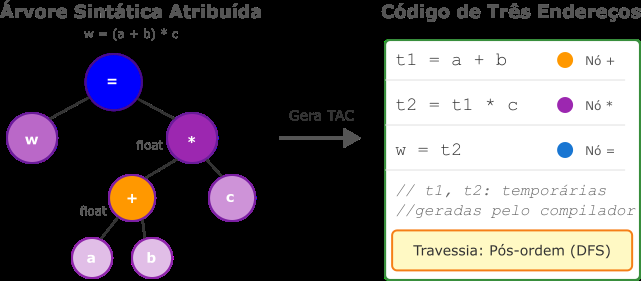 Árvore Sintática Atribuída
w = (a + b) * c
=
w
float
*
float
+
c
a
b
Gera TAC
Código de Três Endereços
t1 = a + b
Nó +
t2 = t1 * c
Nó *
w = t2
Nó =
// t1, t2: temporárias
//geradas pelo compilador
Travessia: Pós-ordem (DFS)